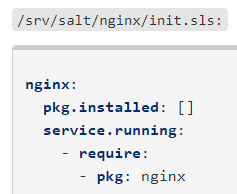 /srv/salt/nginx/init.sls:
nginx:
  pkg.installed: []
  service.running:
    - require:
      - pkg: nginx